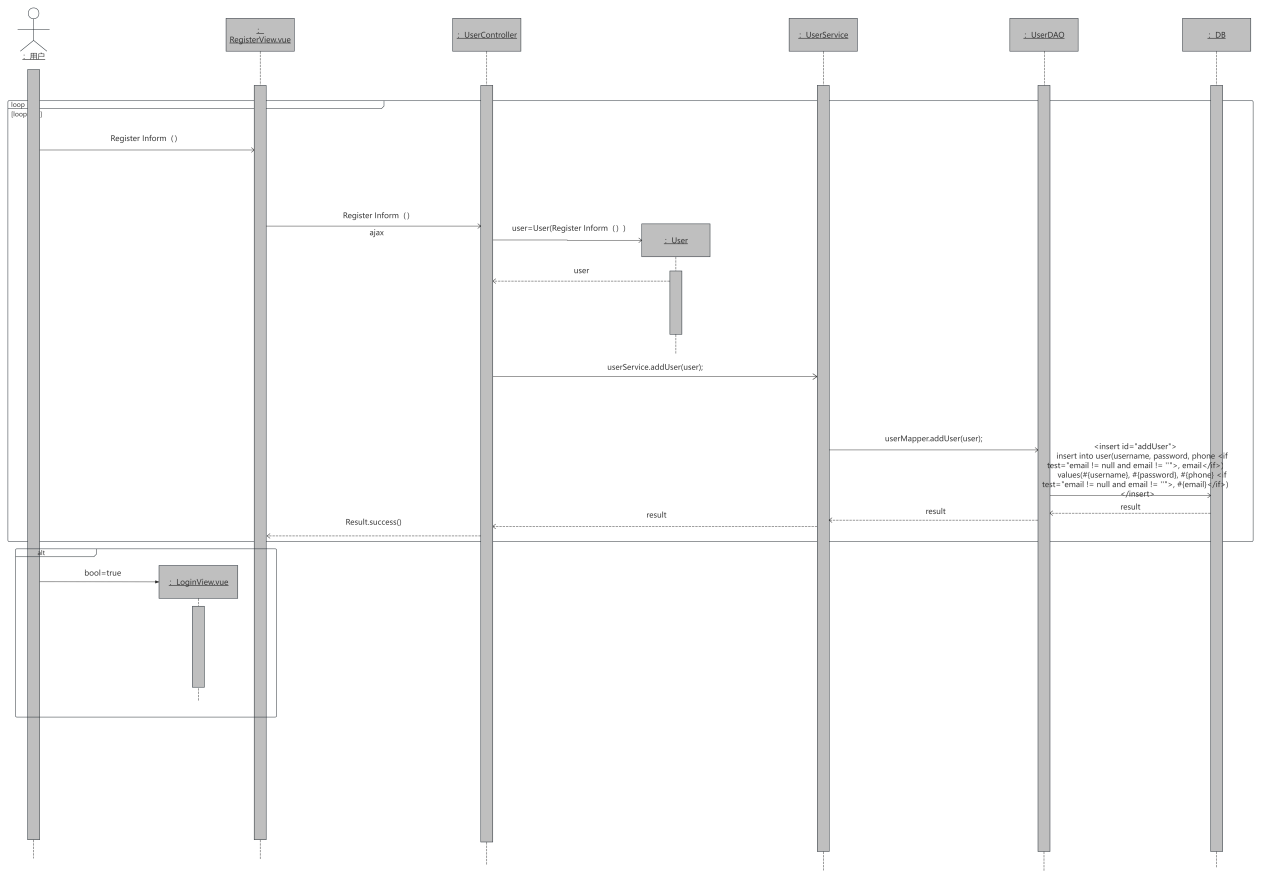 : 用户
:
RegisterView.vue
: UserController
: UserService
: UserDAO
: DB
loop
[loop
]
Register Inform（）
Register Inform（）
ajax
user=User(Register Inform（）)
: User
user
userService.addUser(user);
userMapper.addUser(user);
<insert id="addUser">
insert into user(username, password, phone <if
test="email != null and email != ''">, email</if>)
values(#{username}, #{password}, #{phone} <if
test="email != null and email != ''">, #{email}</if>)
</insert>
result
result
result
Result.success()
alt
bool=true
: LoginView.vue